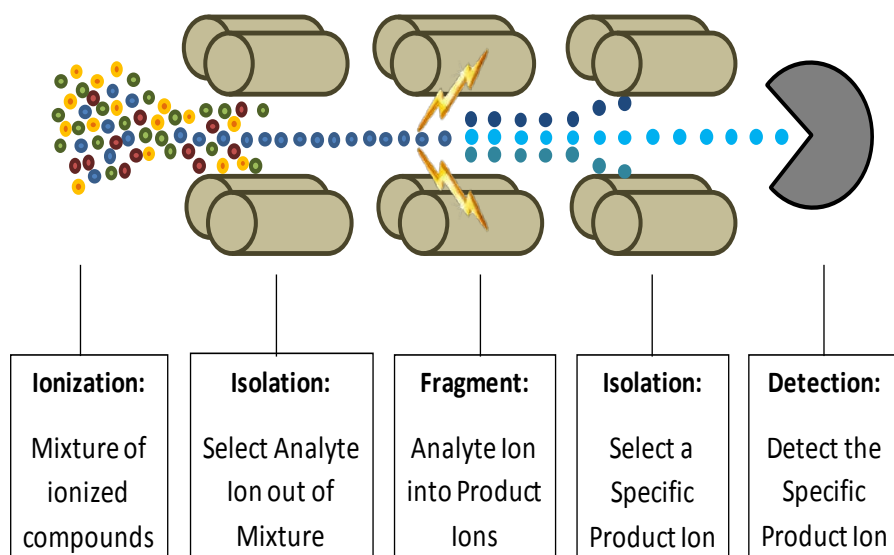 Ionization:
Mixture of
ionized
compounds
Isolation:
Select Analyte
Ion out of
Mixture
Fragment:
Analyte Ion
into Product
Ions
Isolation:
Select a
Specific
Product Ion
Detection:
Detect the
Specific
Product Ion